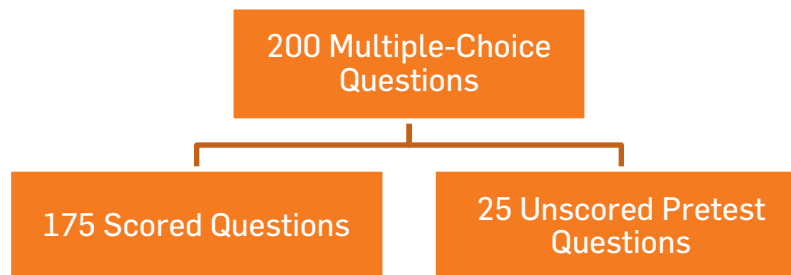 200 Multiple-Choice
Questions
175 Scored Questions
25 Unscored Pretest
Questions